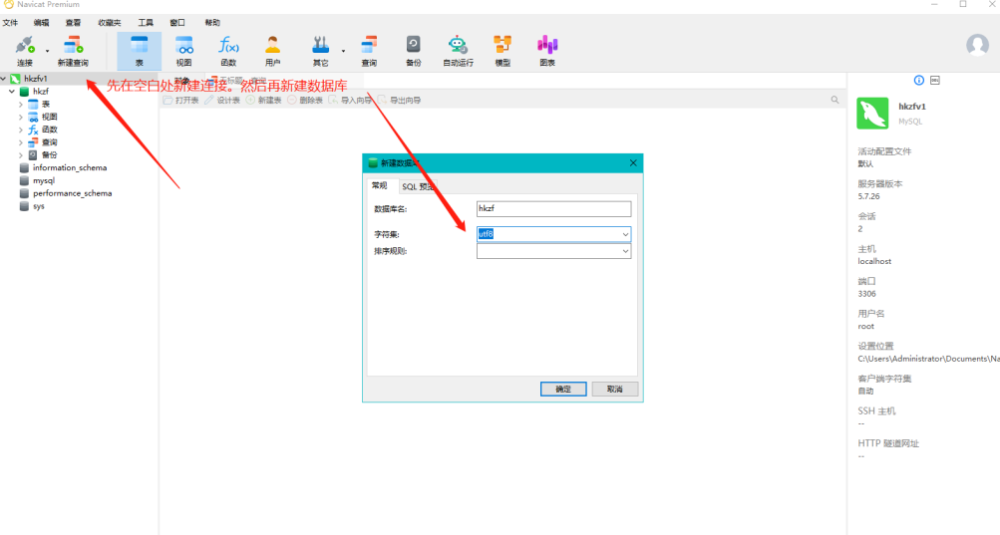 Navicat Premium
文件 编辑 查看 收藏夹 工具 窗口 帮助
连接 新建查询 表 视图 函数 用户 其它 查询 备份 自动运行 模型 图表
hkzfv1
hkzf
表
视图
函数
查询
备份
information_schema
mysql
performance_schema
sys
先在空白处新建连接。然后再新建数据库
对象
打开表 设计表 新建表 删除表 导入向导 导出向导
新建数据库
常规 SQL 预览
数据库名: hkzf
字符集: utf8
排序规则:
确定 取消
hkzfv1
MySQL
活动配置文件
默认
服务器版本
5.7.26
会话
2
主机
localhost
端口
3306
用户名
root
设置位置
C:\Users\Administrator\Documents\Na
客户端字符集
自动
SSH 主机
--
HTTP 隧道网址
--